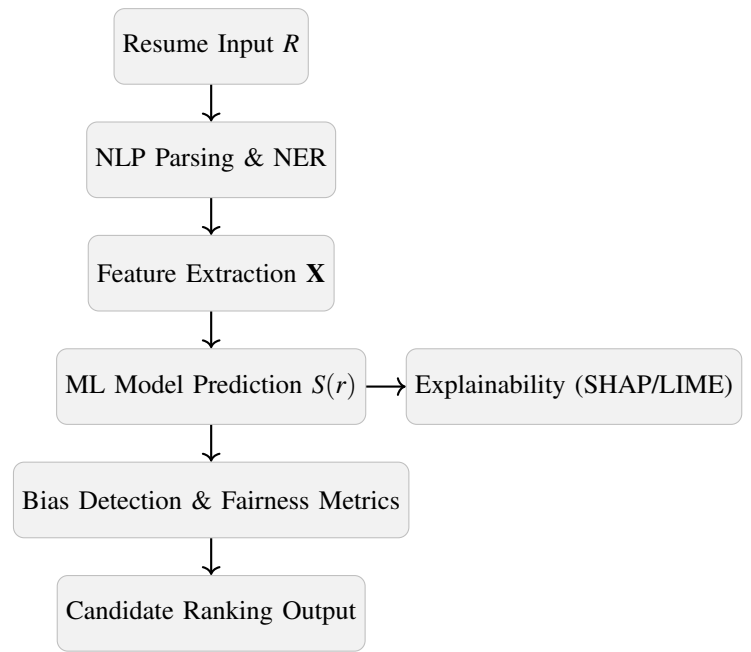 Resume Input R
NLP Parsing & NER
Feature Extraction X
ML Model Prediction S(r)
Explainability (SHAP/LIME)
Bias Detection & Fairness Metrics
Candidate Ranking Output